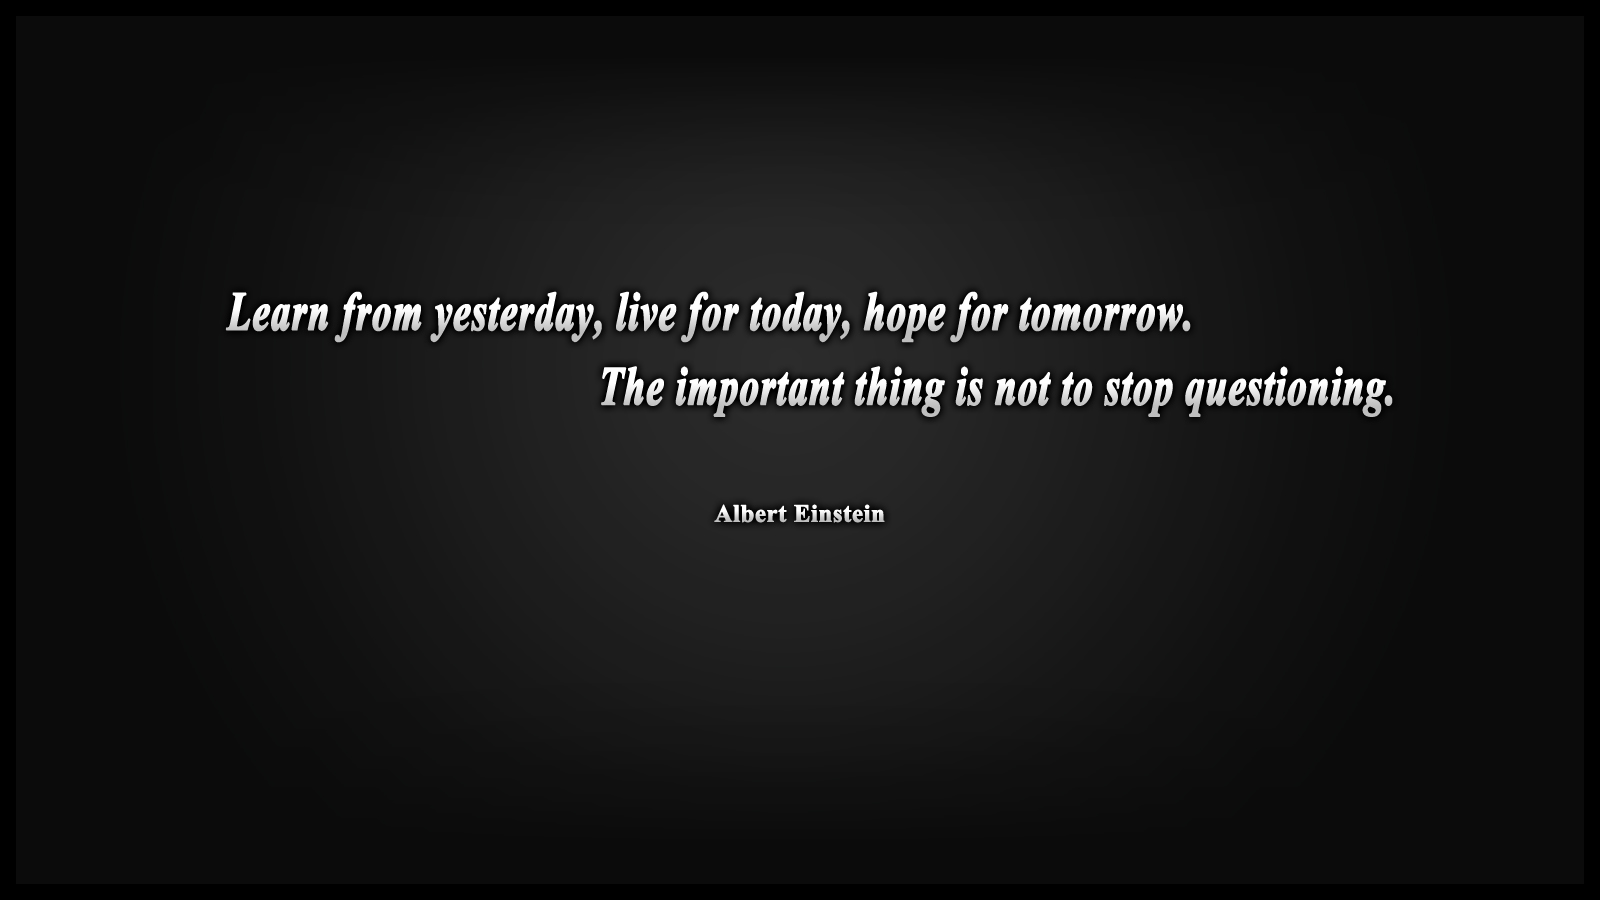 Learn from yesterday, live for today, hope for tomorrow.
The important thing is not to stop questioning.
Albert Einstein